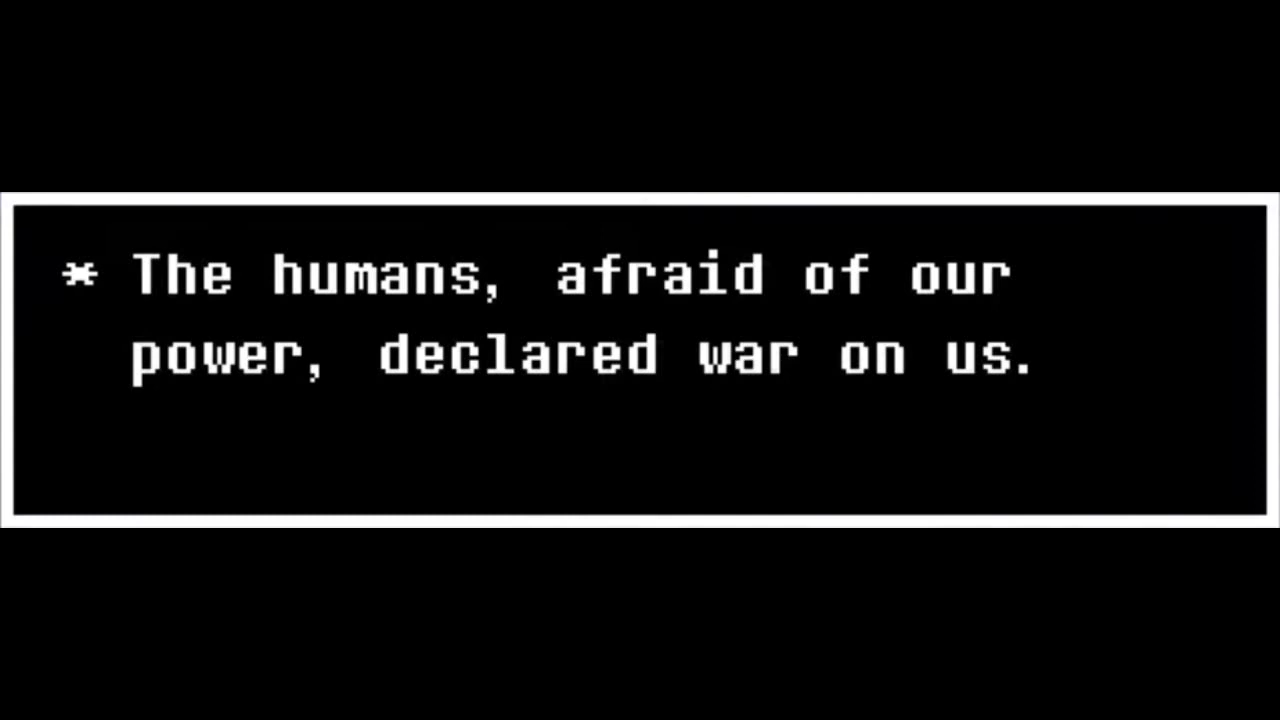 * The humans, afraid of our
power, declared war on us.